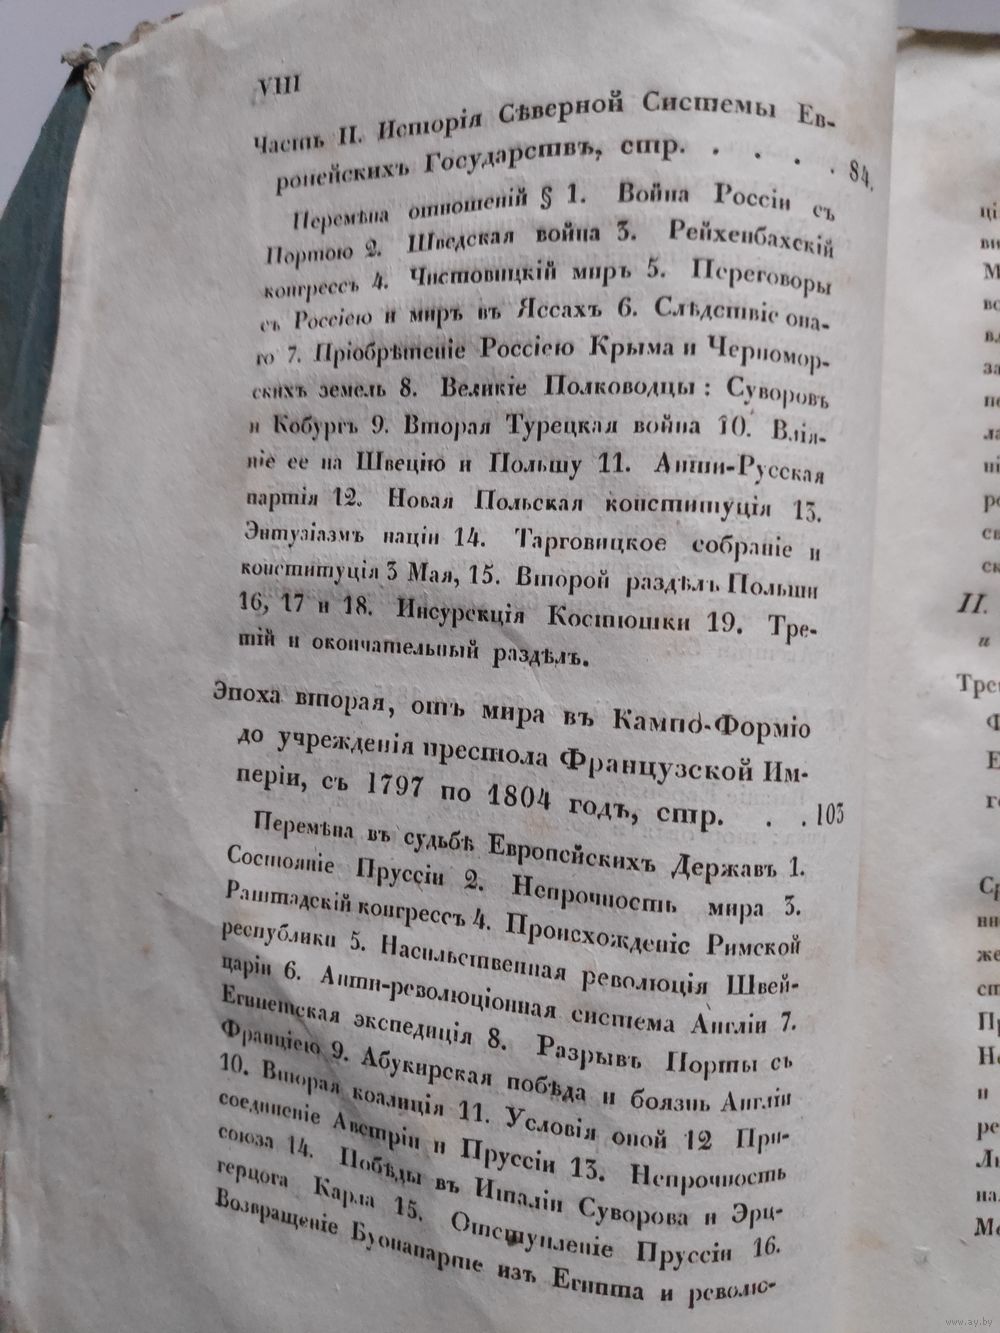 VIII
Часть II. Исторія Сѣверной Системы Ев-
ропейскихъ Государствъ, стр. . . . . 84.
Перемѣна отношеній § 1. Война Россіи съ
Портою 2. Шведская война 3. Рейхенбахскій
конгрессъ 4. Чистовицкій миръ 5. Переговоры
съ Россіею и миръ въ Яссахъ 6. Слѣдствіе она-
го 7. Пріобрѣтеніе Россіею Крыма и Черномор-
скихъ земель 8. Великіе Полководцы: Суворовъ
и Кобургъ 9. Вторая Турецкая война 10. Влія-
ніе ее на Швецію и Польшу 11. Анти-Русская
партія 12. Новая Польская конституція 13.
Энтузіазмъ націи 14. Тарговицкое собраніе и
конституція 3 Мая, 15. Второй раздѣлъ Польши
16, 17 и 18. Инсурекція Костюшки 19. Тре-
тій и окончательный раздѣлъ.
Эпоха вторая, отъ мира въ Кампо-Форміо
до учрежденія престола Французской Им-
періи, съ 1797 по 1804 годъ, стр. . . 103
Перемѣна въ судьбѣ Европейскихъ Державъ 1.
Состояніе Пруссіи 2. Непрочность мира 3.
Раштадскій конгрессъ 4. Происхожденіе Римской
республики 5. Насильственная революція Швей-
царіи 6. Анти-революціонная система Англіи 7.
Египетская экспедиція 8. Разрывъ Порты съ
Франціею 9. Абукирская побѣда и боязнь Англіи
10. Вторая коалиція 11. Условія оной 12 При-
соединеніе Австріи и Пруссіи 13. Непрочность
союза 14. Побѣды въ Италіи Суворова и Эрц-
герцога Карла 15. Отступленіе Пруссіи 16.
Возвращеніе Буонапарте изъ Египта и револю-
II.
и
Трет
www.ay.by